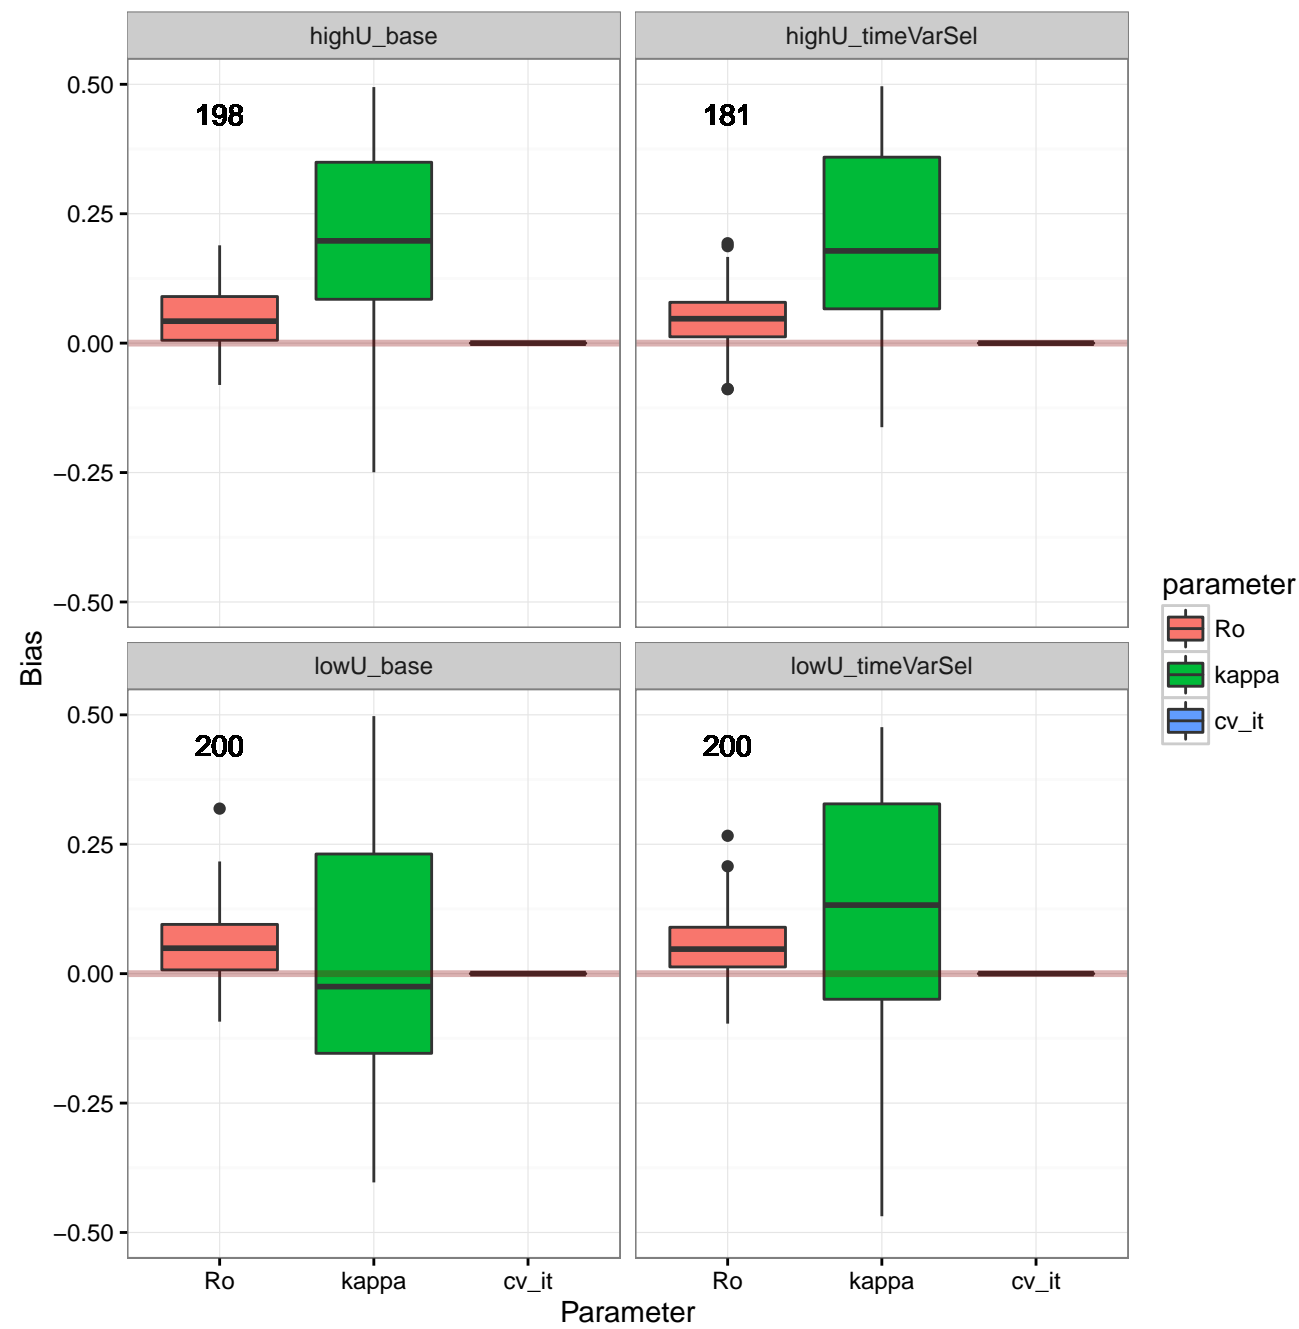 highU_base
highU_timeVarSel
0.50
0.25
0.00
−0.25
−0.50
198
181
lowU_base
lowU_timeVarSel
0.50
0.25
0.00
−0.25
−0.50
200
200
Ro
kappa
cv_it
Ro
kappa
cv_it
Parameter
Bias
parameter
Ro
kappa
cv_it